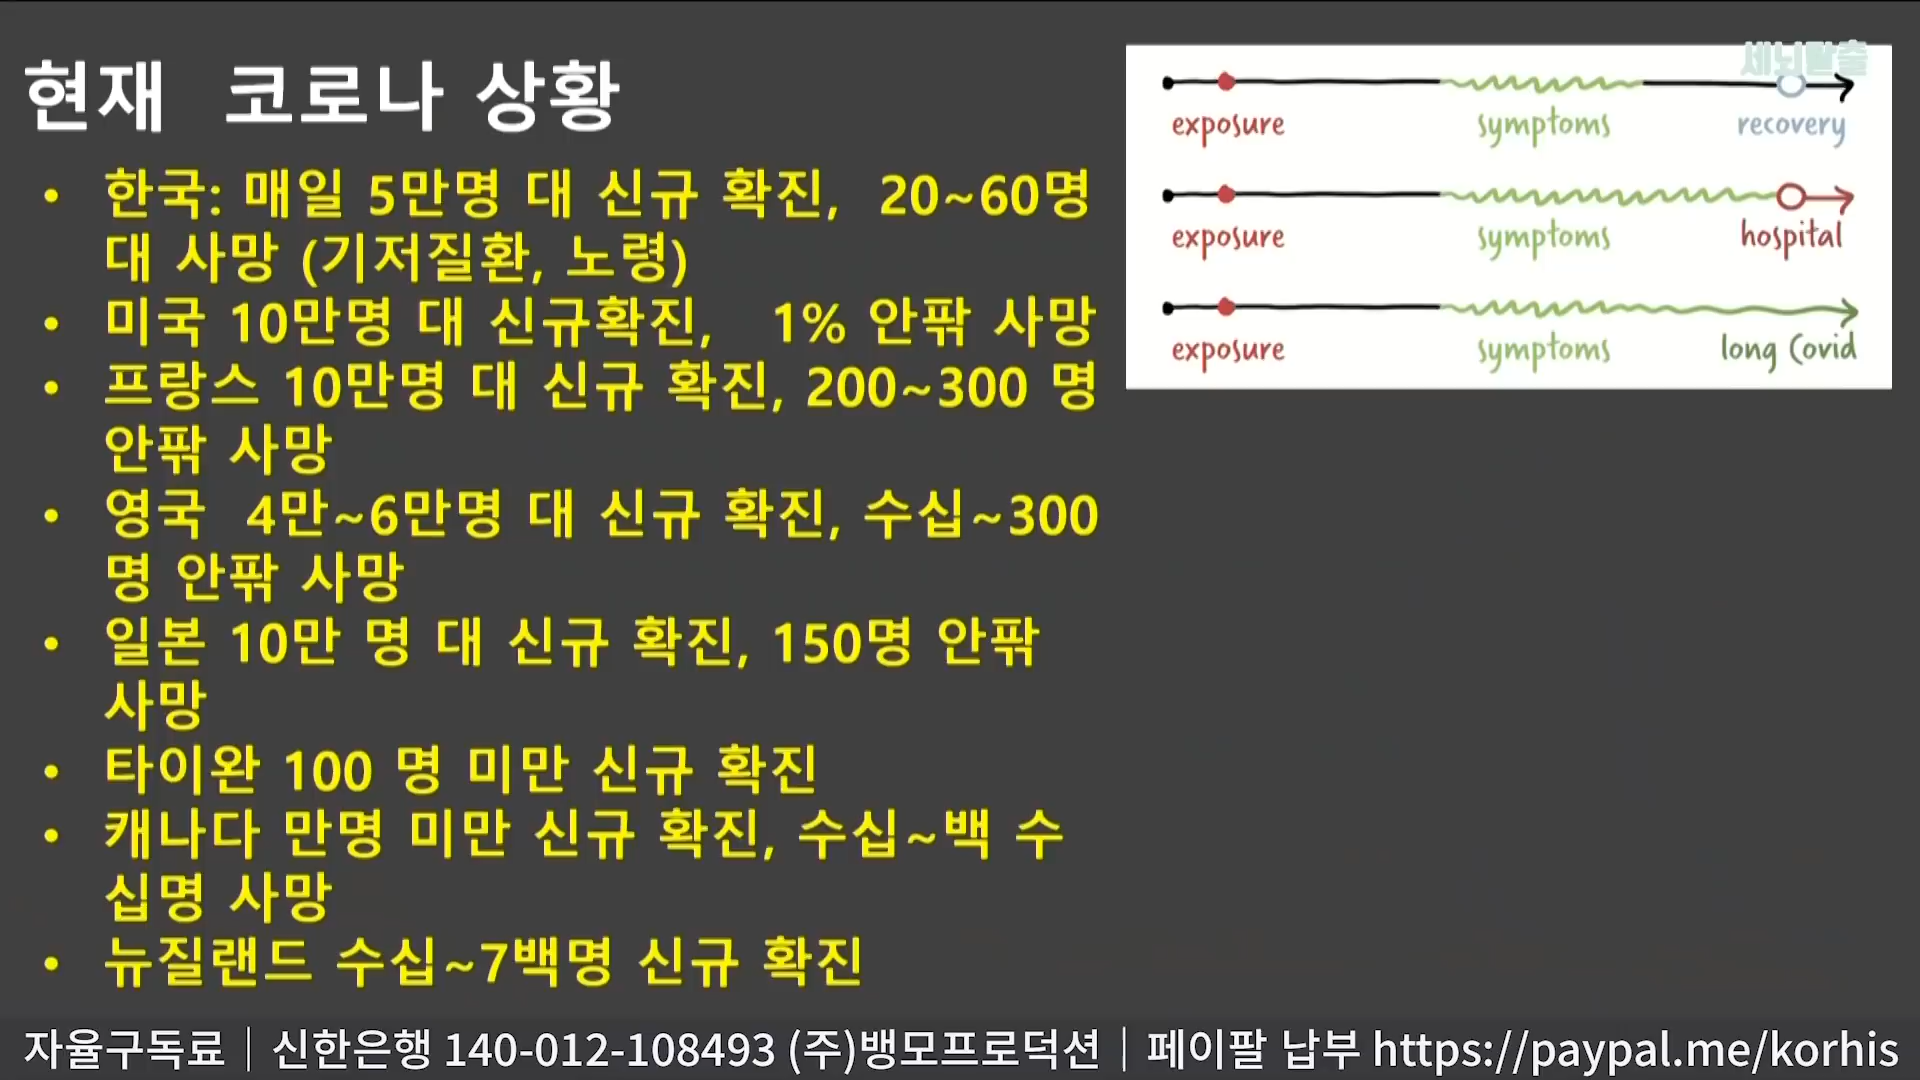 현재 코로나 상황
• 한국: 매일 5만명 대 신규 확진, 20~60명
대 사망 (기저질환, 노령)
• 미국 10만명 대 신규확진, 1% 안팎 사망
• 프랑스 10만명 대 신규 확진, 200~300 명
안팎 사망
• 영국 4만~6만명 대 신규 확진, 수십~300
명 안팎 사망
• 일본 10만 명 대 신규 확진, 150명 안팎
사망
• 타이완 100 명 미만 신규 확진
• 캐나다 만명 미만 신규 확진, 수십~백 수
십명 사망
• 뉴질랜드 수십~7백명 신규 확진
세뇌탈출
exposure symptoms recovery
exposure symptoms hospital
exposure symptoms long Covid
자율구독료｜신한은행 140-012-108493 (주)뱅모프로덕션｜페이팔 납부 https://paypal.me/korhis